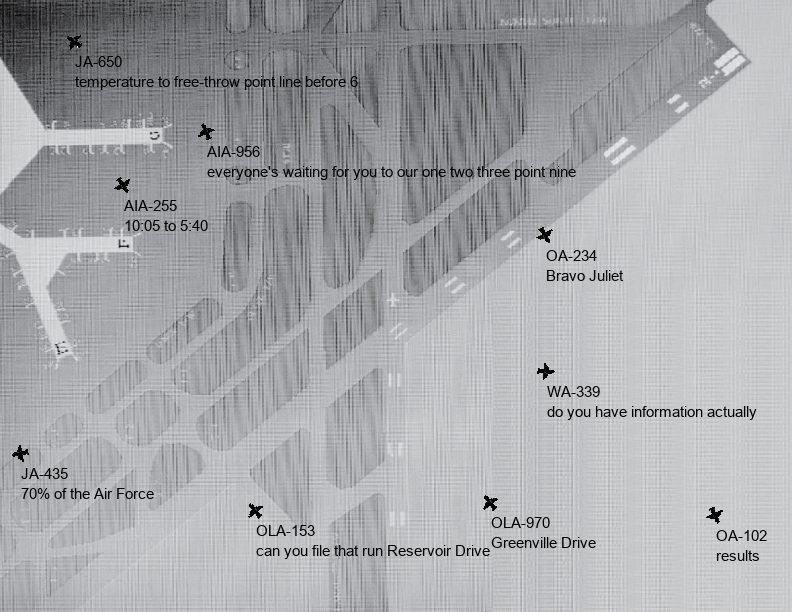 JA-650
temperature to free-throw point line before 6
AIA-956
everyone's waiting for you to our one two three point nine
AIA-255
10:05 to 5:40
OA-234
Bravo Juliet
WA-339
do you have information actually
JA-435
70% of the Air Force
OLA-153
can you file that run Reservoir Drive
OLA-970
Greenville Drive
OA-102
results